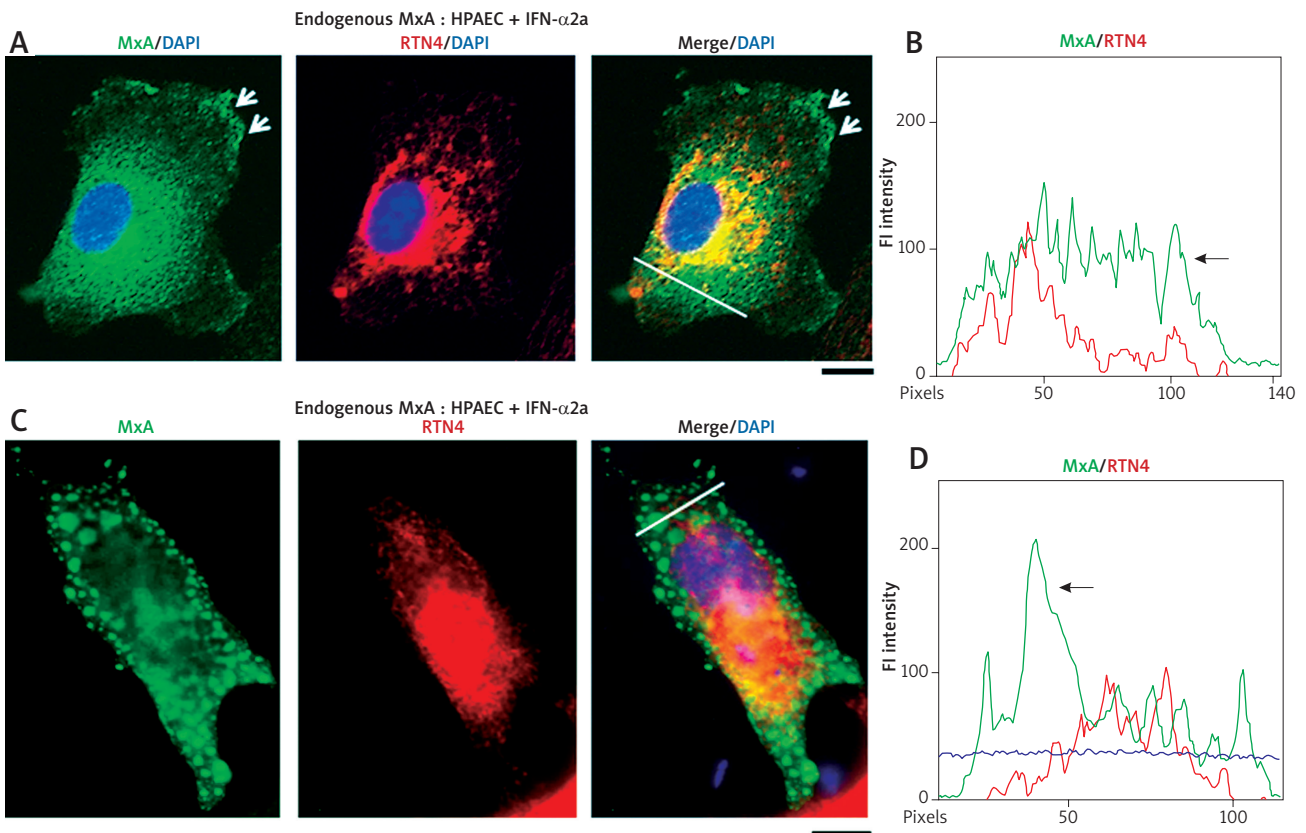 Endogenous MxA : HPAEC + IFN-α2a
A
MxA/DAPI
RTN4/DAPI
Merge/DAPI
B
MxA/RTN4
FI intensity
200
100
0
Pixels
50
100
140
C
Endogenous MxA : HPAEC + IFN-α2a
MxA
RTN4
Merge/DAPI
D
MxA/RTN4
FI intensity
200
100
0
Pixels
50
100